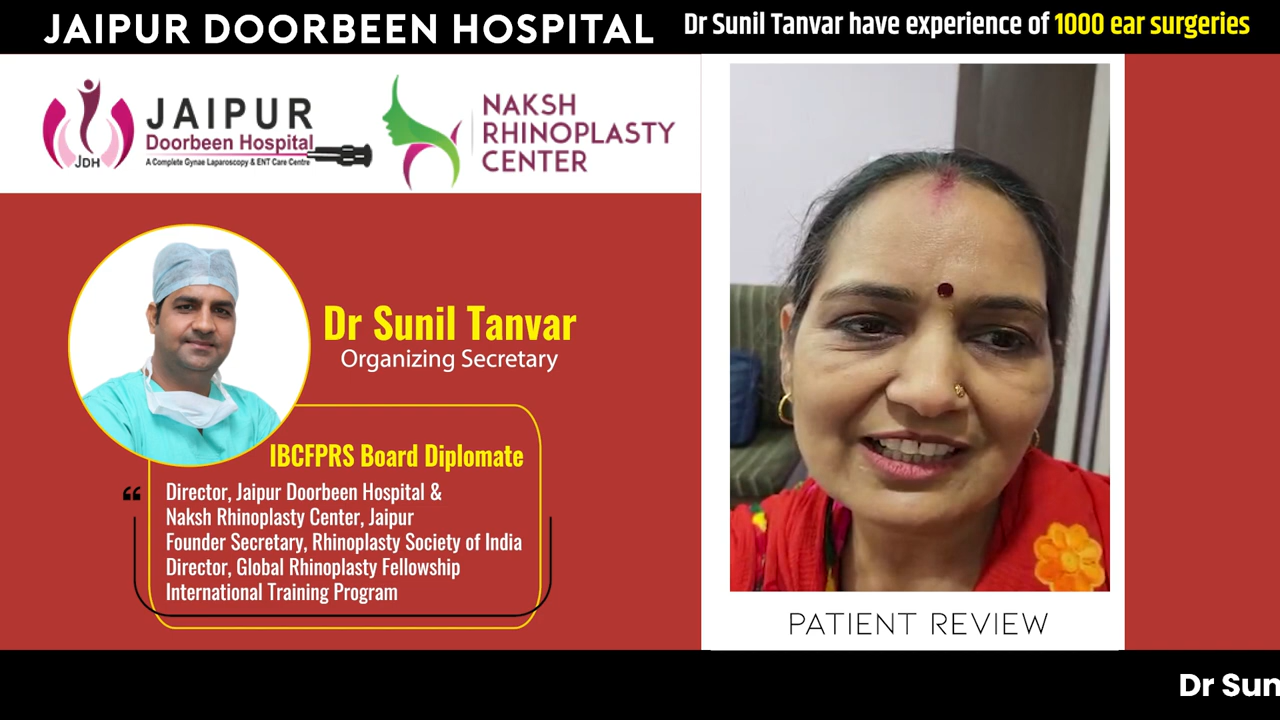 JAIPUR DOORBEEN HOSPITAL
Dr Sunil Tanvar have experience of 1000 ear surgeries
JAIPUR
Doorbeen Hospital
A Complete Gynae Laparoscopy & ENT Care Centre
JDH
NAKSH
RHINOPLASTY
CENTER
Dr Sunil Tanvar
Organizing Secretary
IBCFPRS Board Diplomate
“
Director, Jaipur Doorbeen Hospital &
Naksh Rhinoplasty Center, Jaipur
Founder Secretary, Rhinoplasty Society of India
Director, Global Rhinoplasty Fellowship
International Training Program
PATIENT REVIEW
Dr Sun